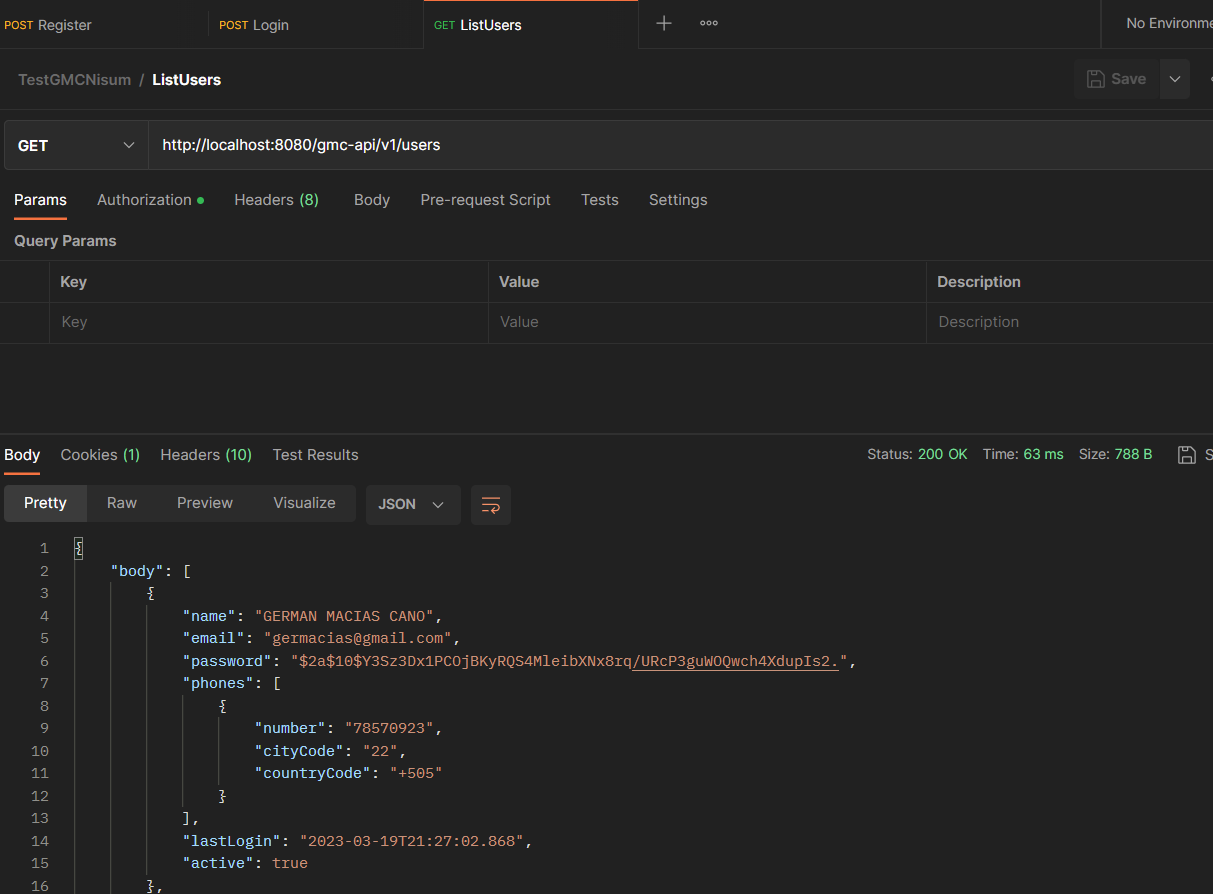 POST Register POST Login GET ListUsers No Environme
TestGMCNisum / ListUsers Save
GET http://localhost:8080/gmc-api/v1/users
Params Authorization Headers (8) Body Pre-request Script Tests Settings
Query Params
Key Value Description
Key Value Description
Body Cookies (1) Headers (10) Test Results Status: 200 OK Time: 63 ms Size: 788 B S
Pretty Raw Preview Visualize JSON
1 {
2 "body": [
3 {
4 "name": "GERMAN MACIAS CANO",
5 "email": "germacias@gmail.com",
6 "password": "$2a$10$Y3Sz3Dx1PCOjBKyRQS4MleibXNx8rq/URcP3guWOQwch4XdupIs2.",
7 "phones": [
8 {
9 "number": "78570923",
10 "cityCode": "22",
11 "countryCode": "+505"
12 }
13 ],
14 "lastLogin": "2023-03-19T21:27:02.868",
15 "active": true
16 },